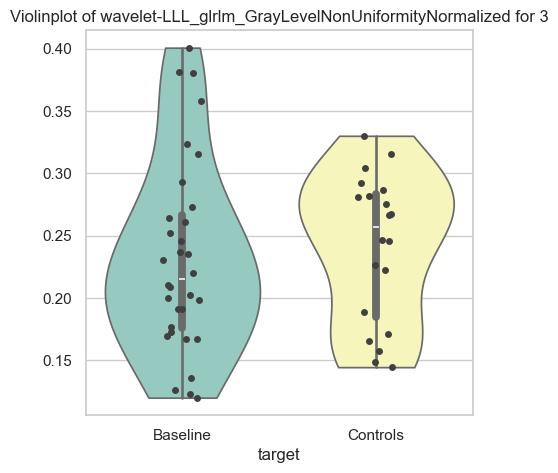 Violinplot of wavelet-LLL_glrlm_GrayLevelNonUniformityNormalized for 3
0.40
0.35
0.30
0.25
0.20
0.15
Baseline Controls
target